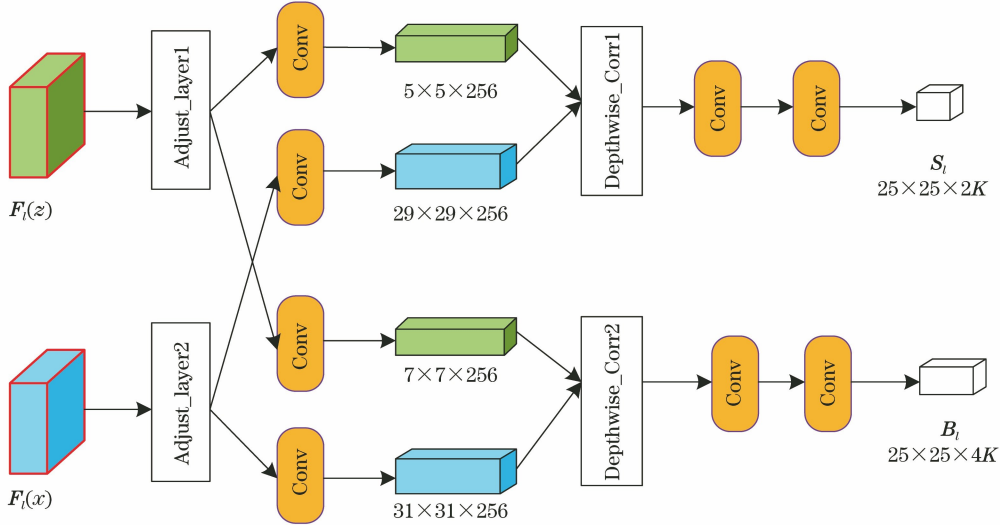 Conv
Adjust_layer1
5×5×256
Conv
29×29×256
Depthwise_Corr1
Conv
Conv
S_l
25×25×2K
F_l(z)
Conv
Adjust_layer2
7×7×256
Conv
31×31×256
Depthwise_Corr2
Conv
Conv
B_l
25×25×4K
F_l(x)